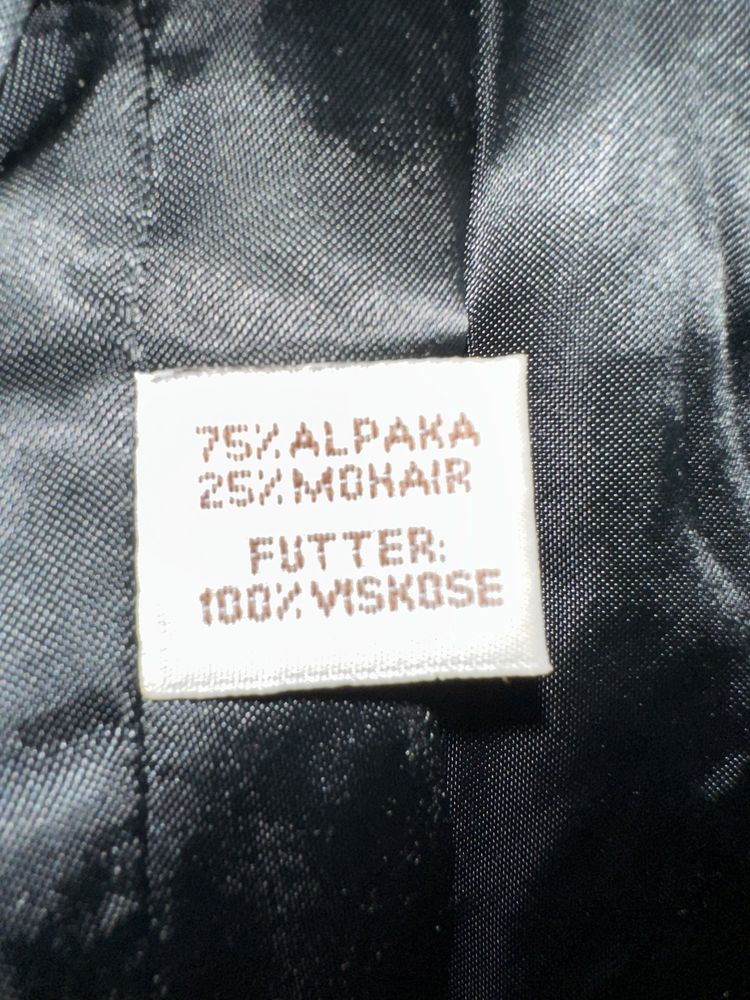 75% ALPAKA
25% MOHAIR
FUTTER:
100% VISKOSE